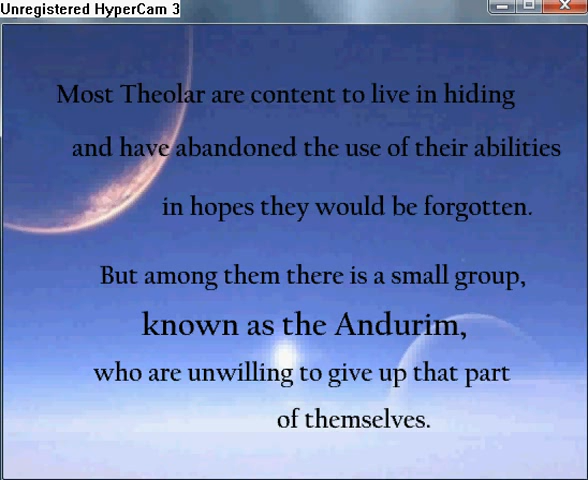 Unregistered HyperCam 3
Most Theolar are content to live in hiding
and have abandoned the use of their abilities
in hopes they would be forgotten.
But among them there is a small group,
known as the Andurim,
who are unwilling to give up that part
of themselves.